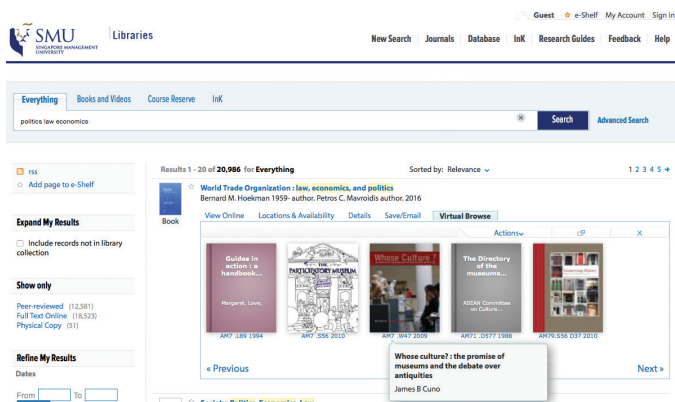 Guest ☆ e-Shelf My Account Sign in
SMU
SINGAPORE MANAGEMENT
UNIVERSITY
Libraries
New Search Journals Database InK Research Guides Feedback Help
Everything Books and Videos Course Reserve InK
politics law economics
Search Advanced Search
rss
Add page to e-Shelf
Results 1 - 20 of 20,986 for Everything Sorted by: Relevance 1 2 3 4 5
World Trade Organization : law, economics, and politics
Bernard M. Hoekman 1959- author. Petros C. Mavroidis author. 2016
Book
View Online Locations & Availability Details Save/Email Virtual Browse
Actions X
Expand My Results
Include records not in library
collection
Show only
Peer-reviewed (12,581)
Full Text Online (18,523)
Physical Copy (51)
Refine My Results
Dates
From To
Guides in
action : a
handbook...
Margaret, Love;
AM7 .L89 1994
PARTICIPATORY MUSEUM
AM7 .S56 2010
Whose Culture?
AM7 .W47 2009
The Directory
of the
museums...
ASEAN Committee
on Culture...
AM71 .D577 1988
AM79.S56 D37 2010
Whose culture? : the promise of
museums and the debate over
antiquities
James B Cuno
« Previous Next »
Society, Politics, Economics, Law